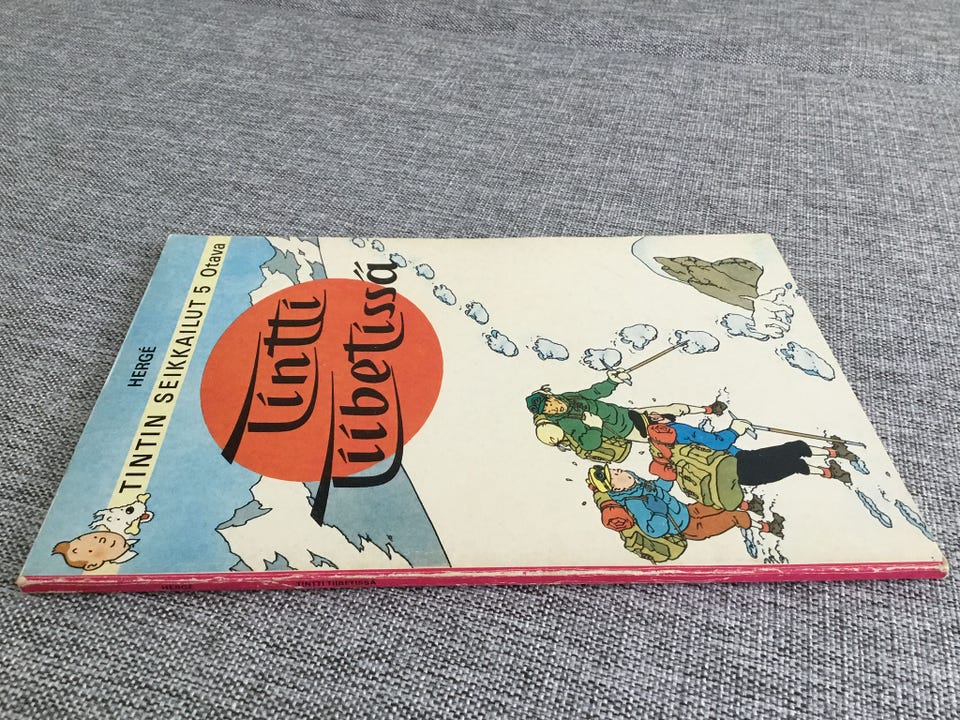 HERGÉ
TINTIN SEIKKAILUT 5 Otava
Tintti
Tiibetissä
HERGÉ TINTTI TIIBETISSÄ